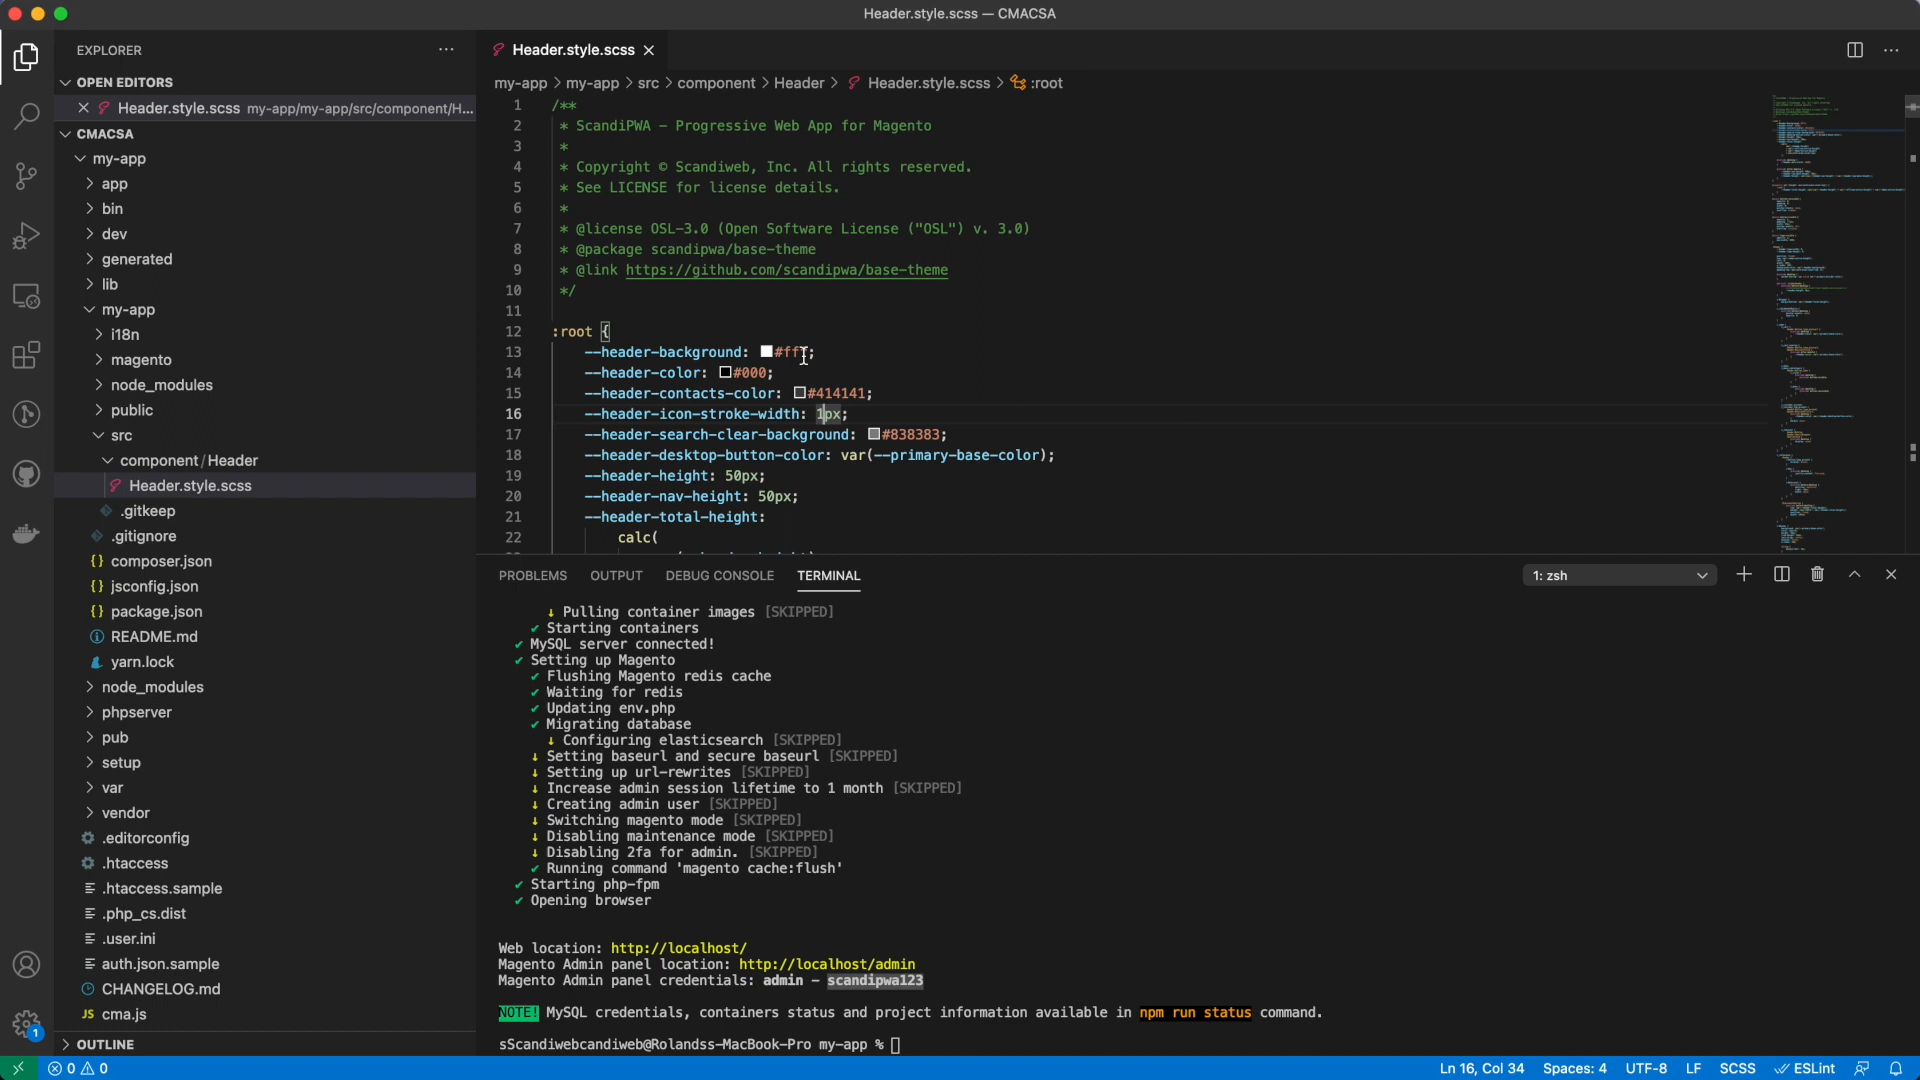 Header.style.scss — CMACSA
EXPLORER
OPEN EDITORS
Header.style.scss my-app/my-app/src/component/H...
CMACSA
my-app
app
bin
dev
generated
lib
my-app
i18n
magento
node_modules
public
src
component / Header
Header.style.scss
.gitkeep
.gitignore
composer.json
jsconfig.json
package.json
README.md
yarn.lock
node_modules
phpserver
pub
setup
var
vendor
.editorconfig
.htaccess
.htaccess.sample
.php_cs.dist
.user.ini
auth.json.sample
CHANGELOG.md
JS cma.js
OUTLINE
1
Header.style.scss
my-app > my-app > src > component > Header > Header.style.scss > :root
1 /**
2 * ScandiPWA - Progressive Web App for Magento
3 *
4 * Copyright © Scandiweb, Inc. All rights reserved.
5 * See LICENSE for license details.
6 *
7 * @license OSL-3.0 (Open Software License ("OSL") v. 3.0)
8 * @package scandipwa/base-theme
9 * @link https://github.com/scandipwa/base-theme
10 */
11
12 :root {
13 --header-background: #fff;
14 --header-color: #000;
15 --header-contacts-color: #414141;
16 --header-icon-stroke-width: 1px;
17 --header-search-clear-background: #838383;
18 --header-desktop-button-color: var(--primary-base-color);
19 --header-height: 50px;
20 --header-nav-height: 50px;
21 --header-total-height:
22 calc(
PROBLEMS OUTPUT DEBUG CONSOLE TERMINAL 1: zsh
↓ Pulling container images [SKIPPED]
✔ Starting containers
✔ MySQL server connected!
✔ Setting up Magento
✔ Flushing Magento redis cache
✔ Waiting for redis
✔ Updating env.php
✔ Migrating database
↓ Configuring elasticsearch [SKIPPED]
↓ Setting baseurl and secure baseurl [SKIPPED]
↓ Setting up url-rewrites [SKIPPED]
↓ Increase admin session lifetime to 1 month [SKIPPED]
↓ Creating admin user [SKIPPED]
↓ Switching magento mode [SKIPPED]
↓ Disabling maintenance mode [SKIPPED]
↓ Disabling 2fa for admin. [SKIPPED]
✔ Running command 'magento cache:flush'
✔ Starting php-fpm
✔ Opening browser
Web location: http://localhost/
Magento Admin panel location: http://localhost/admin
Magento Admin panel credentials: admin - scandipwa123
NOTE! MySQL credentials, containers status and project information available in npm run status command.
sScandiwebcandiweb@Rolandss-MacBook-Pro my-app %
0 0 Ln 16, Col 34 Spaces: 4 UTF-8 LF SCSS ESLint